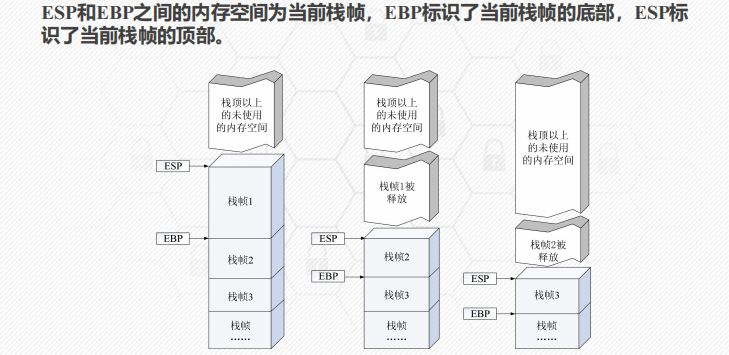 ESP和EBP之间的内存空间为当前栈帧，EBP标识了当前栈帧的底部，ESP标
识了当前栈帧的顶部。
栈顶以上
的未使用
的内存空间
ESP
栈帧1
EBP
栈帧2
栈帧3
栈帧
……
栈顶以上
的未使用
的内存空间
栈帧1被
释放
ESP
栈帧2
EBP
栈帧3
栈帧
……
栈顶以上
的未使用
的内存空间
栈帧2被
释放
ESP
栈帧3
EBP
栈帧
……